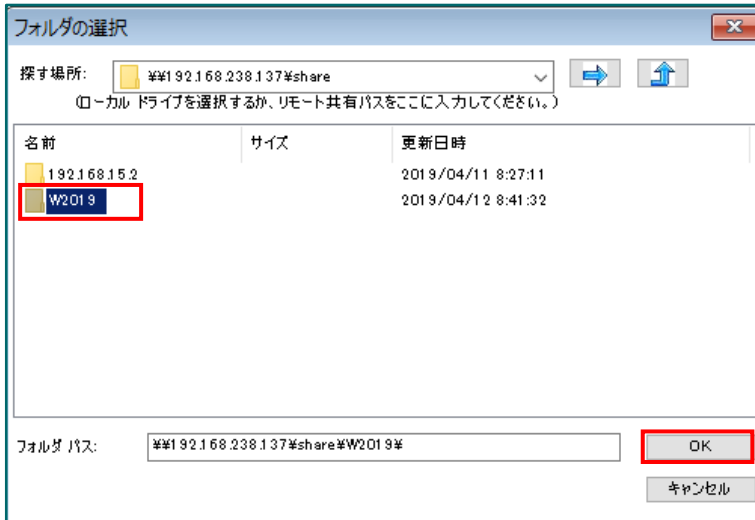 フォルダの選択
探す場所: ¥¥192.168.238.137¥share
(ローカル ドライブを選択するか、リモート共有パスをここに入力してください。)
名前 サイズ 更新日時
192.168.15.2 2019/04/11 8:27:11
W2019 2019/04/12 8:41:32
フォルダ パス: ¥¥192.168.238.137¥share¥W2019¥ OK
キャンセル